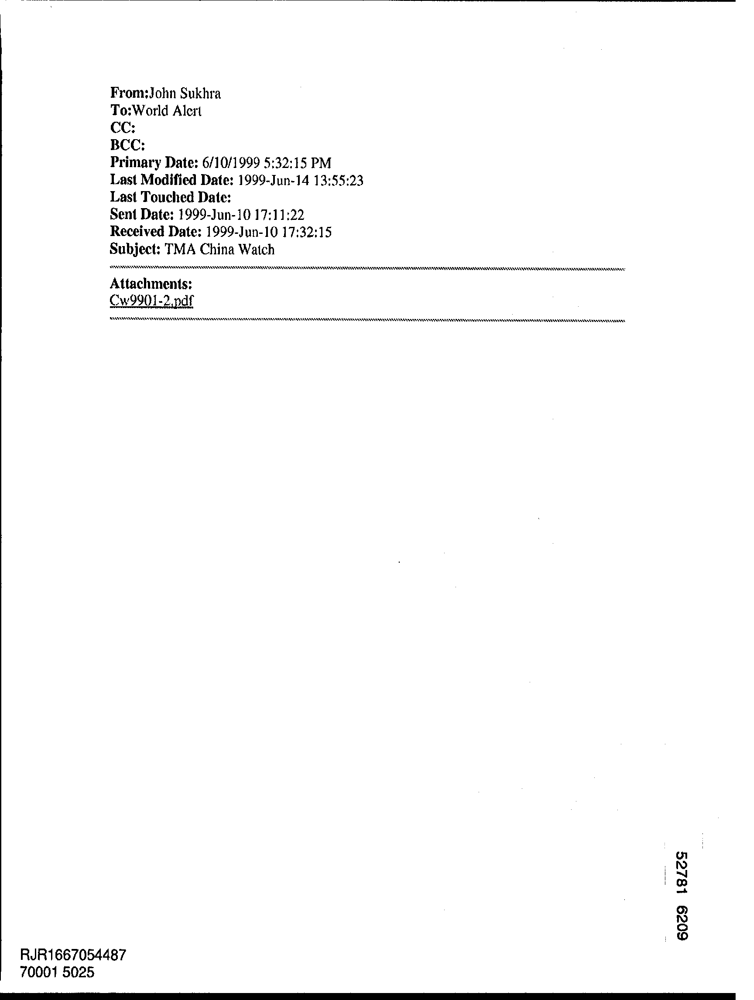 From:John Sukhra
To:World Alert
CC:
BCC:
Primary Date: 6/10/1999 5:32:15 PM
Last Modified Date: 1999-Jun-14 13:55:23
Last Touched Date:
Sent Date: 1999-Jun-10 17:11:22
Received Date: 1999-Jun-10 17:32:15
Subject: TMA China Watch
Attachments:
Cw9901-2.pdf
52781 6209
RJR1667054487
70001 5025